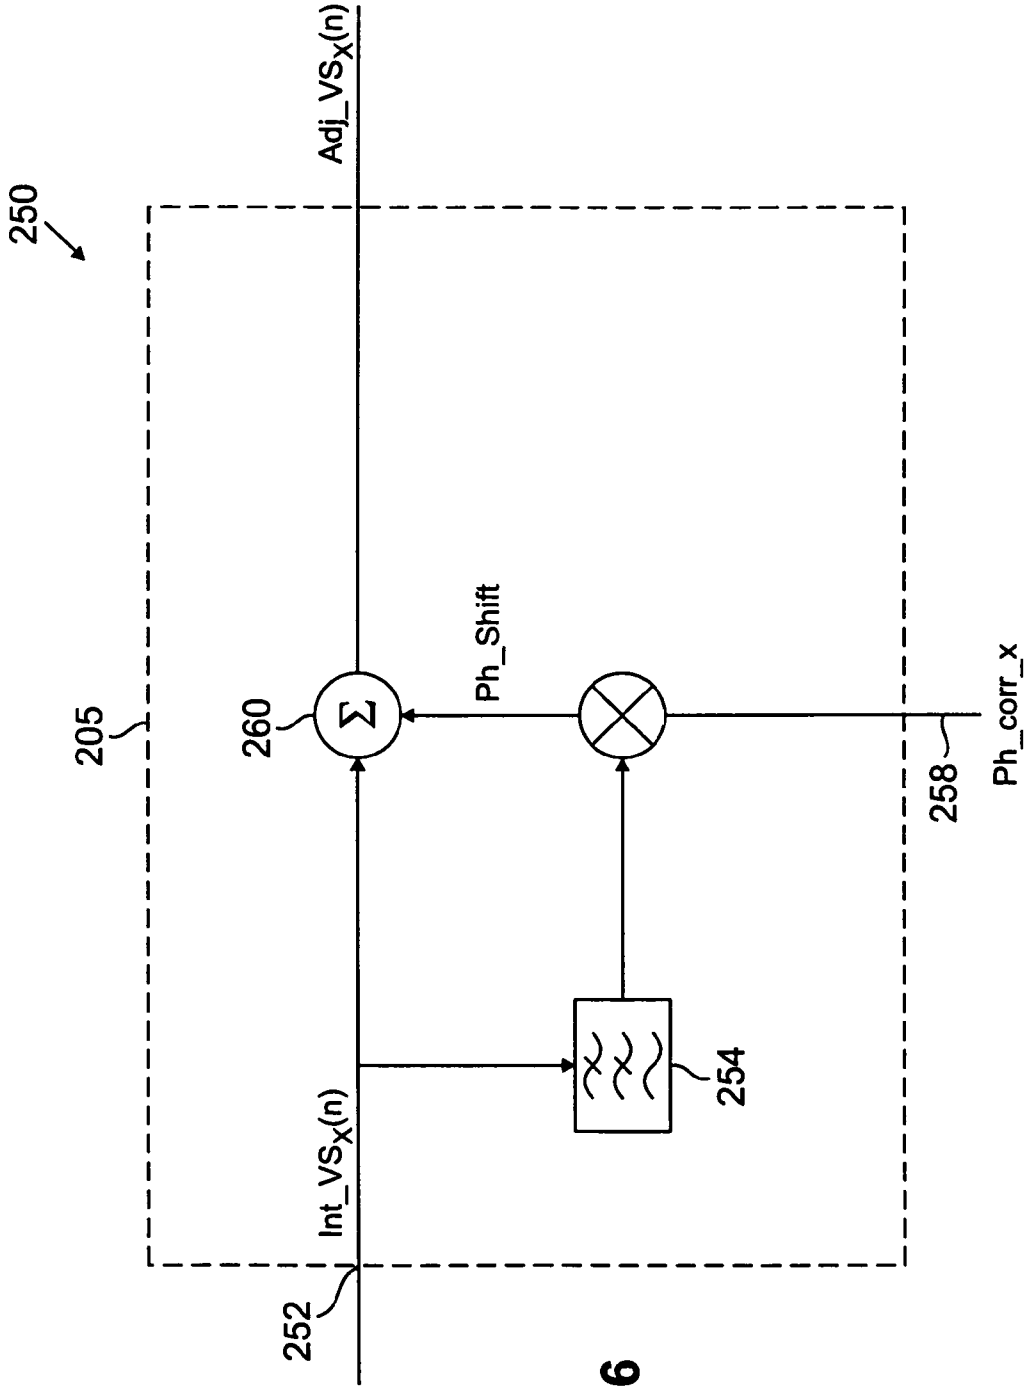 250
205
Adj_VSX(n)
260
Σ
Ph_Shift
Int_VSX(n)
252
254
258
Ph_corr_x
6